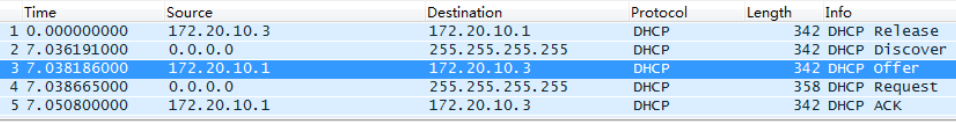 Time Source Destination Protocol Length Info
1 0.000000000 172.20.10.3 172.20.10.1 DHCP 342 DHCP Release
2 7.036191000 0.0.0.0 255.255.255.255 DHCP 342 DHCP Discover
3 7.038186000 172.20.10.1 172.20.10.3 DHCP 342 DHCP Offer
4 7.038665000 0.0.0.0 255.255.255.255 DHCP 358 DHCP Request
5 7.050800000 172.20.10.1 172.20.10.3 DHCP 342 DHCP ACK